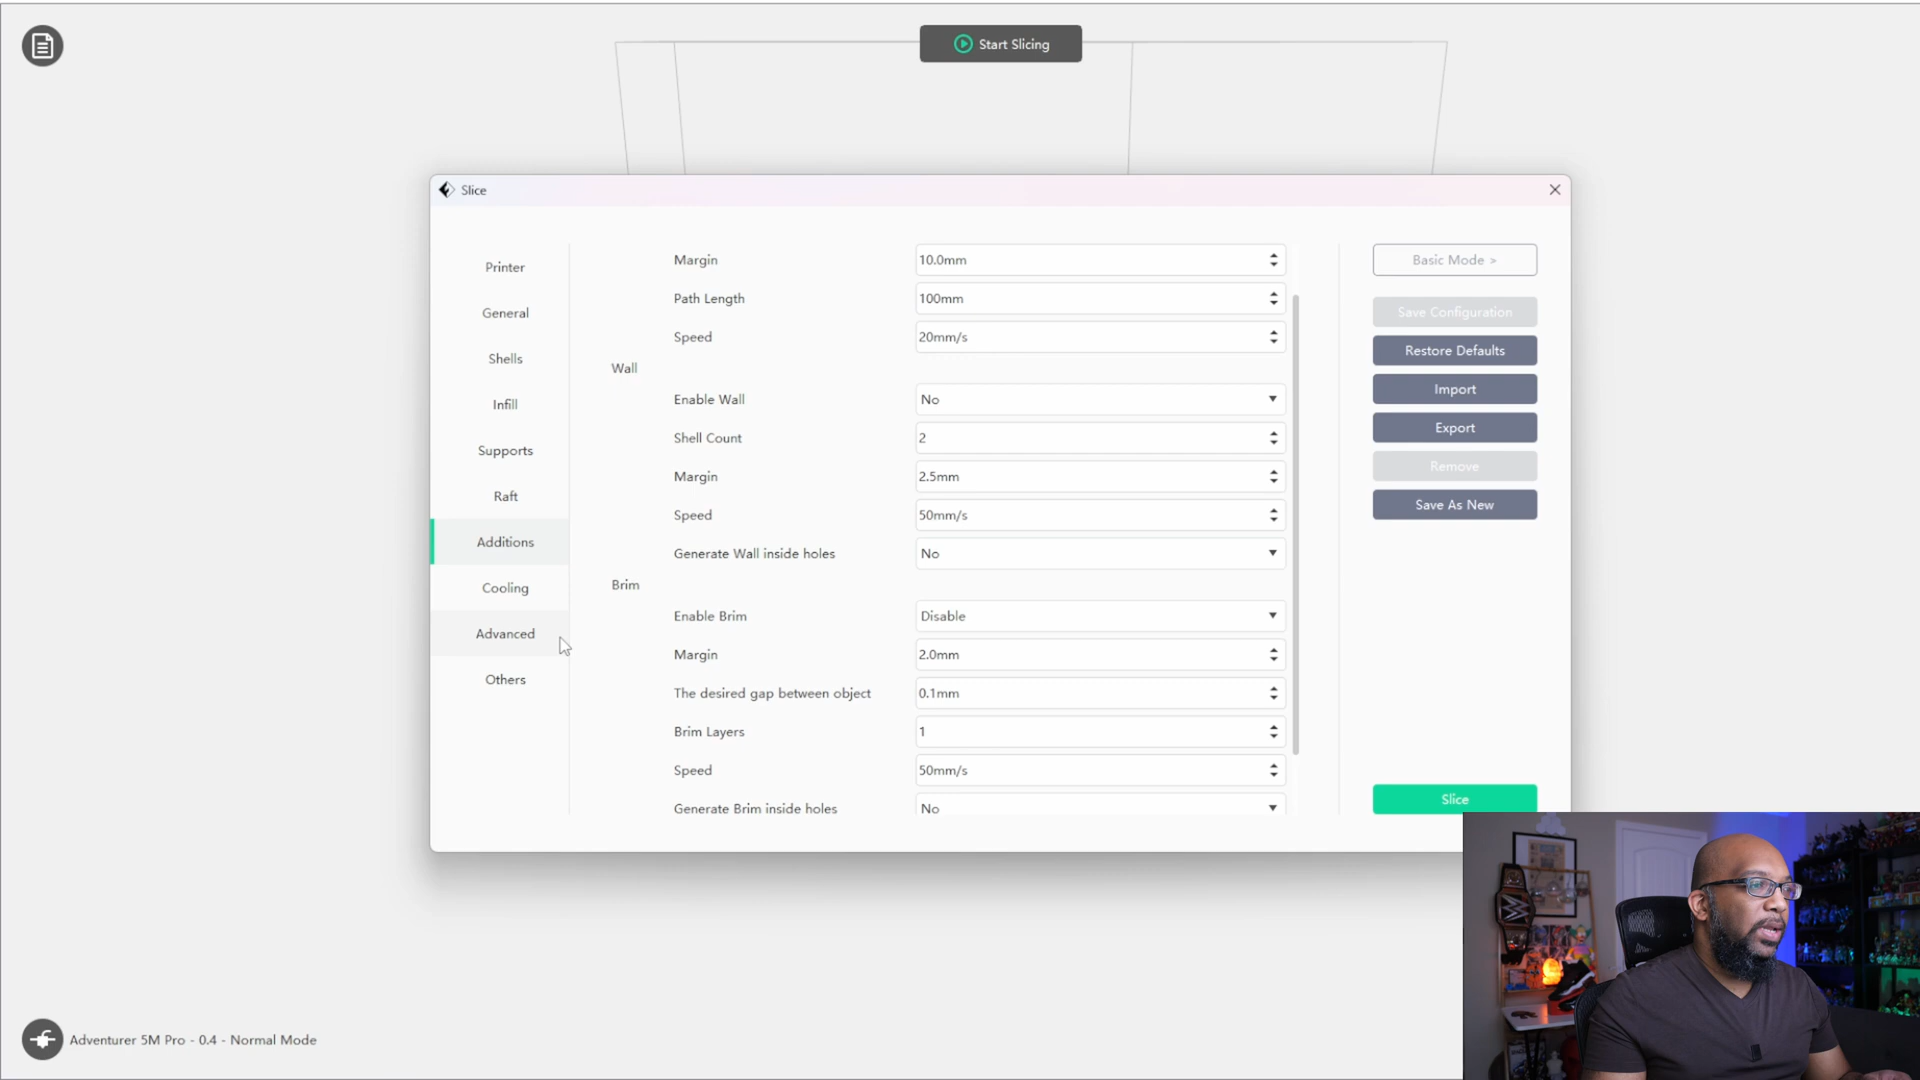 Start Slicing
Slice
Printer
General
Shells
Infill
Supports
Raft
Additions
Cooling
Advanced
Others
Margin 10.0mm
Path Length 100mm
Speed 20mm/s
Wall
Enable Wall No
Shell Count 2
Margin 2.5mm
Speed 50mm/s
Generate Wall inside holes No
Brim
Enable Brim Disable
Margin 2.0mm
The desired gap between object 0.1mm
Brim Layers 1
Speed 50mm/s
Generate Brim inside holes No
Basic Mode >
Save Configuration
Restore Defaults
Import
Export
Remove
Save As New
Slice
Adventurer 5M Pro - 0.4 - Normal Mode